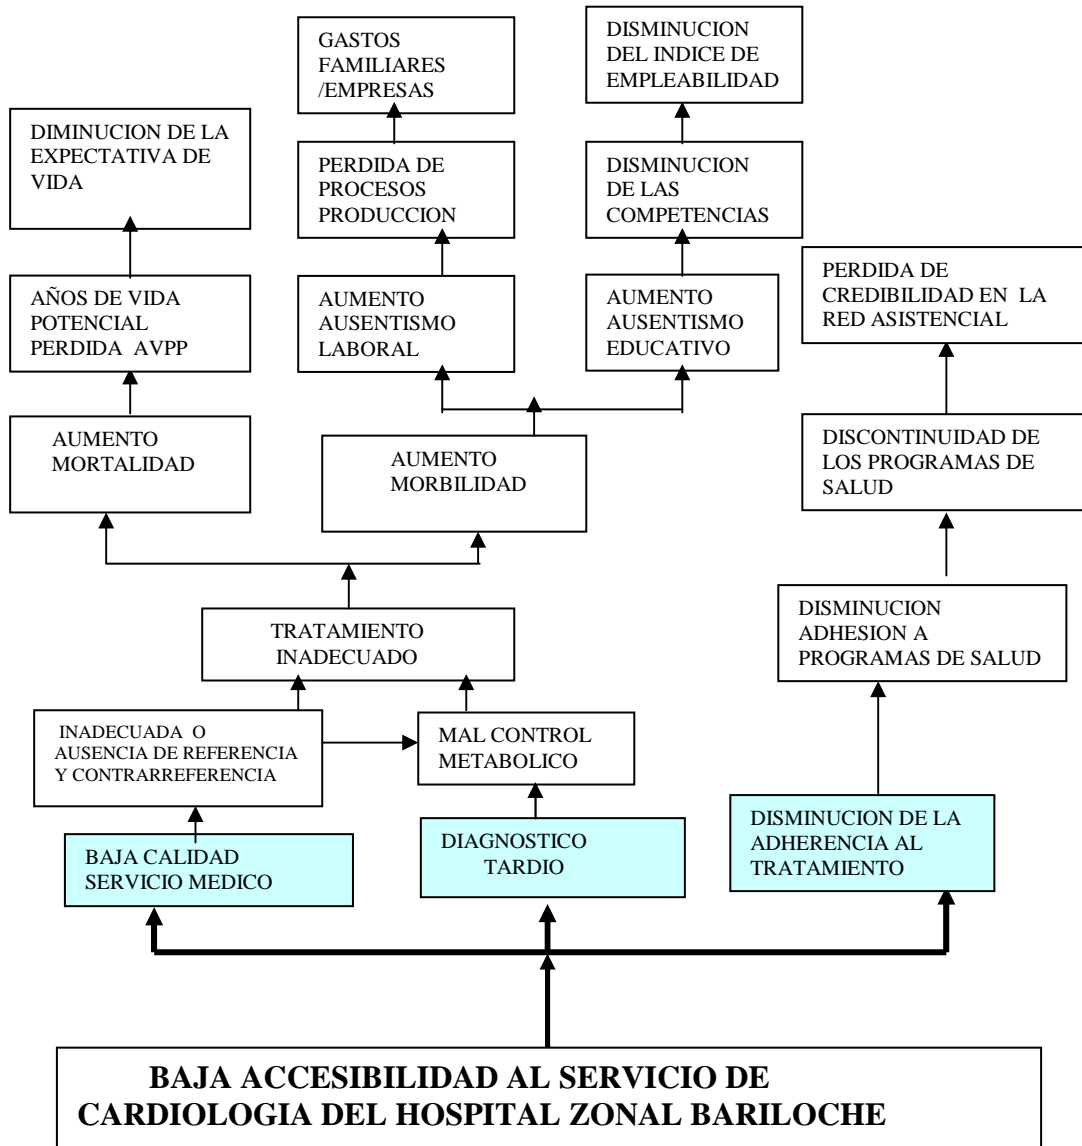 GASTOS
FAMILIARES
/EMPRESAS
DISMINUCION
DEL INDICE DE
EMPLEABILIDAD
DIMINUCION DE LA
EXPECTATIVA DE
VIDA
PERDIDA DE
PROCESOS
PRODUCCION
DISMINUCION
DE LAS
COMPETENCIAS
AÑOS DE VIDA
POTENCIAL
PERDIDA AVPP
AUMENTO
AUSENTISMO
LABORAL
AUMENTO
AUSENTISMO
EDUCATIVO
PERDIDA DE
CREDIBILIDAD EN LA
RED ASISTENCIAL
AUMENTO
MORTALIDAD
AUMENTO
MORBILIDAD
DISCONTINUIDAD DE
LOS PROGRAMAS DE
SALUD
TRATAMIENTO
INADECUADO
DISMINUCIÓN
ADHESION A
PROGRAMAS DE SALUD
INADECUADA O
AUSENCIA DE REFERENCIA
Y CONTRARREFERENCIA
MAL CONTROL
METABOLICO
BAJA CALIDAD
SERVICIO MEDICO
DIAGNOSTICO
TARDIO
DISMINUCION DE LA
ADHERENCIA AL
TRATAMIENTO
BAJA ACCESIBILIDAD AL SERVICIO DE
CARDIOLOGIA DEL HOSPITAL ZONAL BARILOCHE